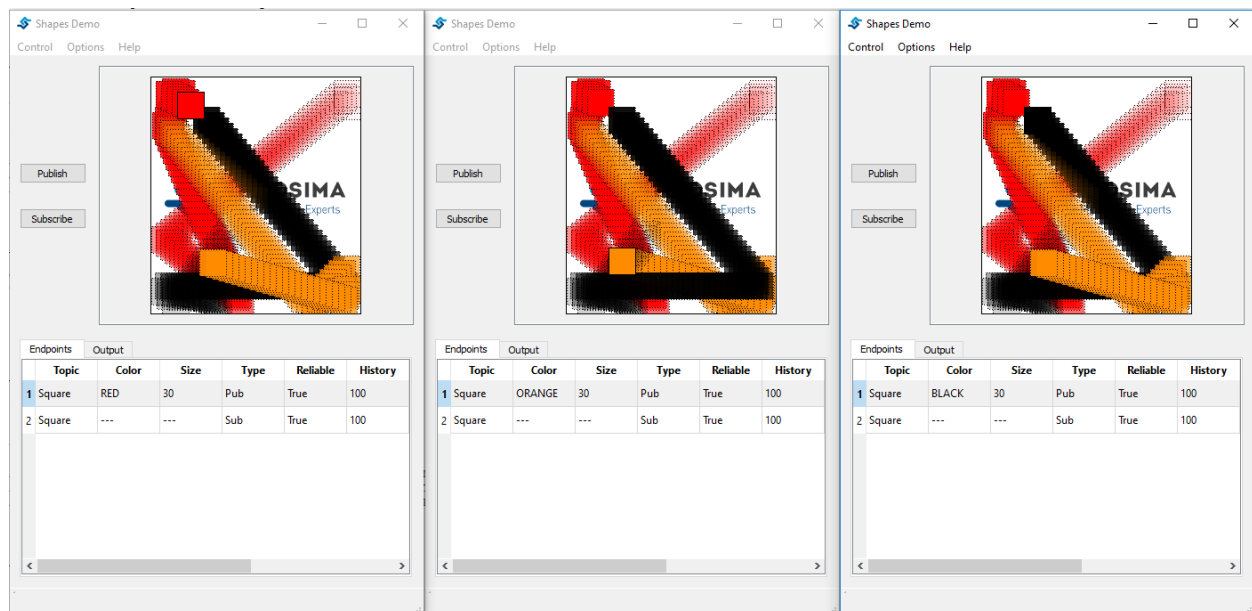 Shapes Demo
Control Options Help
Publish
SIMA
Experts
Subscribe
Endpoints Output
Topic Color Size Type Reliable History
1 Square RED 30 Pub True 100
2 Square --- --- Sub True 100
Shapes Demo
Control Options Help
Publish
SIMA
Experts
Subscribe
Endpoints Output
Topic Color Size Type Reliable History
1 Square ORANGE 30 Pub True 100
2 Square --- --- Sub True 100
Shapes Demo
Control Options Help
Publish
SIMA
Experts
Subscribe
Endpoints Output
Topic Color Size Type Reliable History
1 Square BLACK 30 Pub True 100
2 Square --- --- Sub True 100